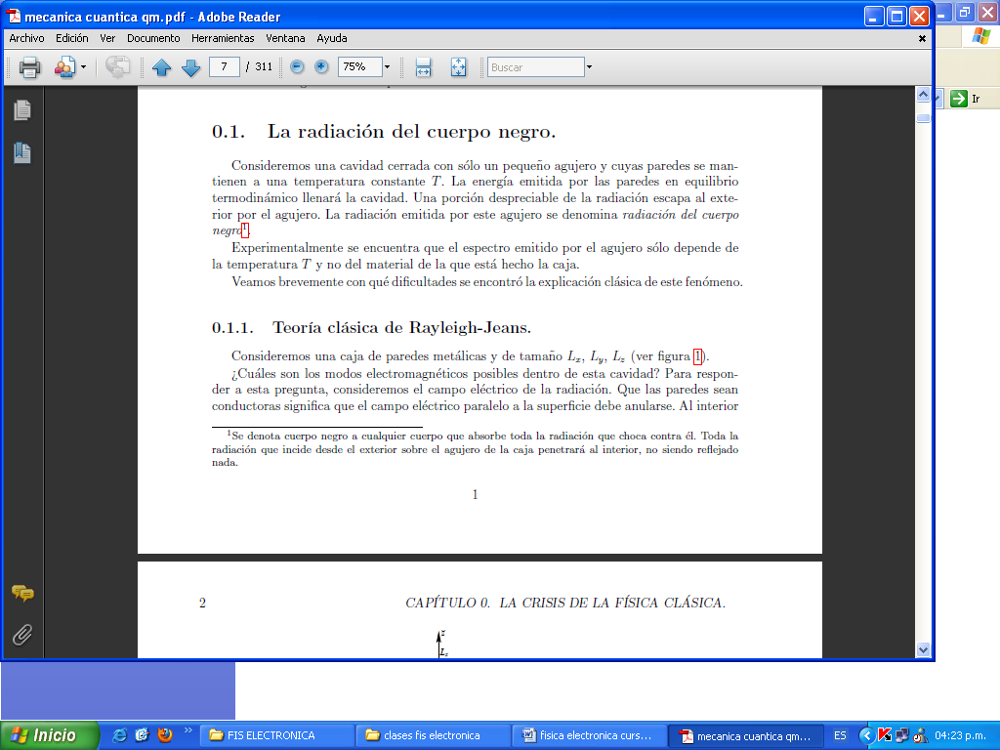 mecanica cuantica qm.pdf - Adobe Reader
Archivo Edición Ver Documento Herramientas Ventana Ayuda
7 / 311 75% Buscar
Ir
0.1. La radiación del cuerpo negro.
Consideremos una cavidad cerrada con sólo un pequeño agujero y cuyas paredes se man-
tienen a una temperatura constante T. La energía emitida por las paredes en equilibrio
termodinámico llenará la cavidad. Una porción despreciable de la radiación escapa al exte-
rior por el agujero. La radiación emitida por este agujero se denomina radiación del cuerpo
negro¹.
Experimentalmente se encuentra que el espectro emitido por el agujero sólo depende de
la temperatura T y no del material de la que está hecho la caja.
Veamos brevemente con qué dificultades se encontró la explicación clásica de este fenómeno.
0.1.1. Teoría clásica de Rayleigh-Jeans.
Consideremos una caja de paredes metálicas y de tamaño Lx, Ly, Lz (ver figura 1).
¿Cuáles son los modos electromagnéticos posibles dentro de esta cavidad? Para respon-
der a esta pregunta, consideremos el campo eléctrico de la radiación. Que las paredes sean
conductoras significa que el campo eléctrico paralelo a la superficie debe anularse. Al interior
¹Se denota cuerpo negro a cualquier cuerpo que absorbe toda la radiación que choca contra él. Toda la
radiación que incide desde el exterior sobre el agujero de la caja penetrará al interior, no siendo reflejado
nada.
1
2 CAPÍTULO 0. LA CRISIS DE LA FÍSICA CLÁSICA.
z
Lz
Inicio » FIS ELECTRONICA clases fis electronica fisica electronica curs... mecanica cuantica qm... ES 04:23 p.m.